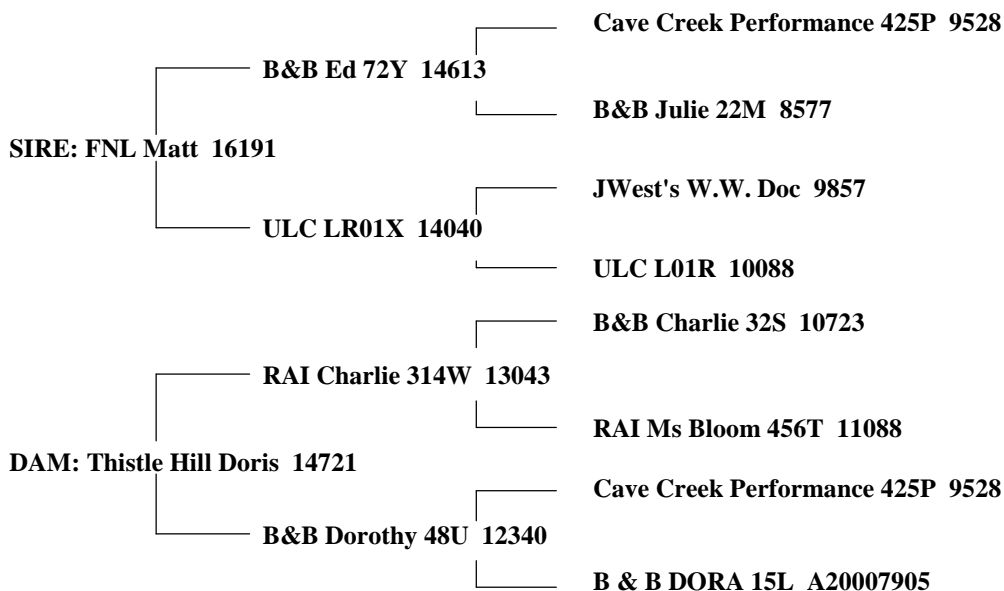 Cave Creek Performance 425P 9528
B&B Ed 72Y 14613
B&B Julie 22M 8577
SIRE: FNL Matt 16191
JWest's W.W. Doc 9857
ULC LR01X 14040
ULC L01R 10088
B&B Charlie 32S 10723
RAI Charlie 314W 13043
RAI Ms Bloom 456T 11088
DAM: Thistle Hill Doris 14721
Cave Creek Performance 425P 9528
B&B Dorothy 48U 12340
B & B DORA 15L A20007905